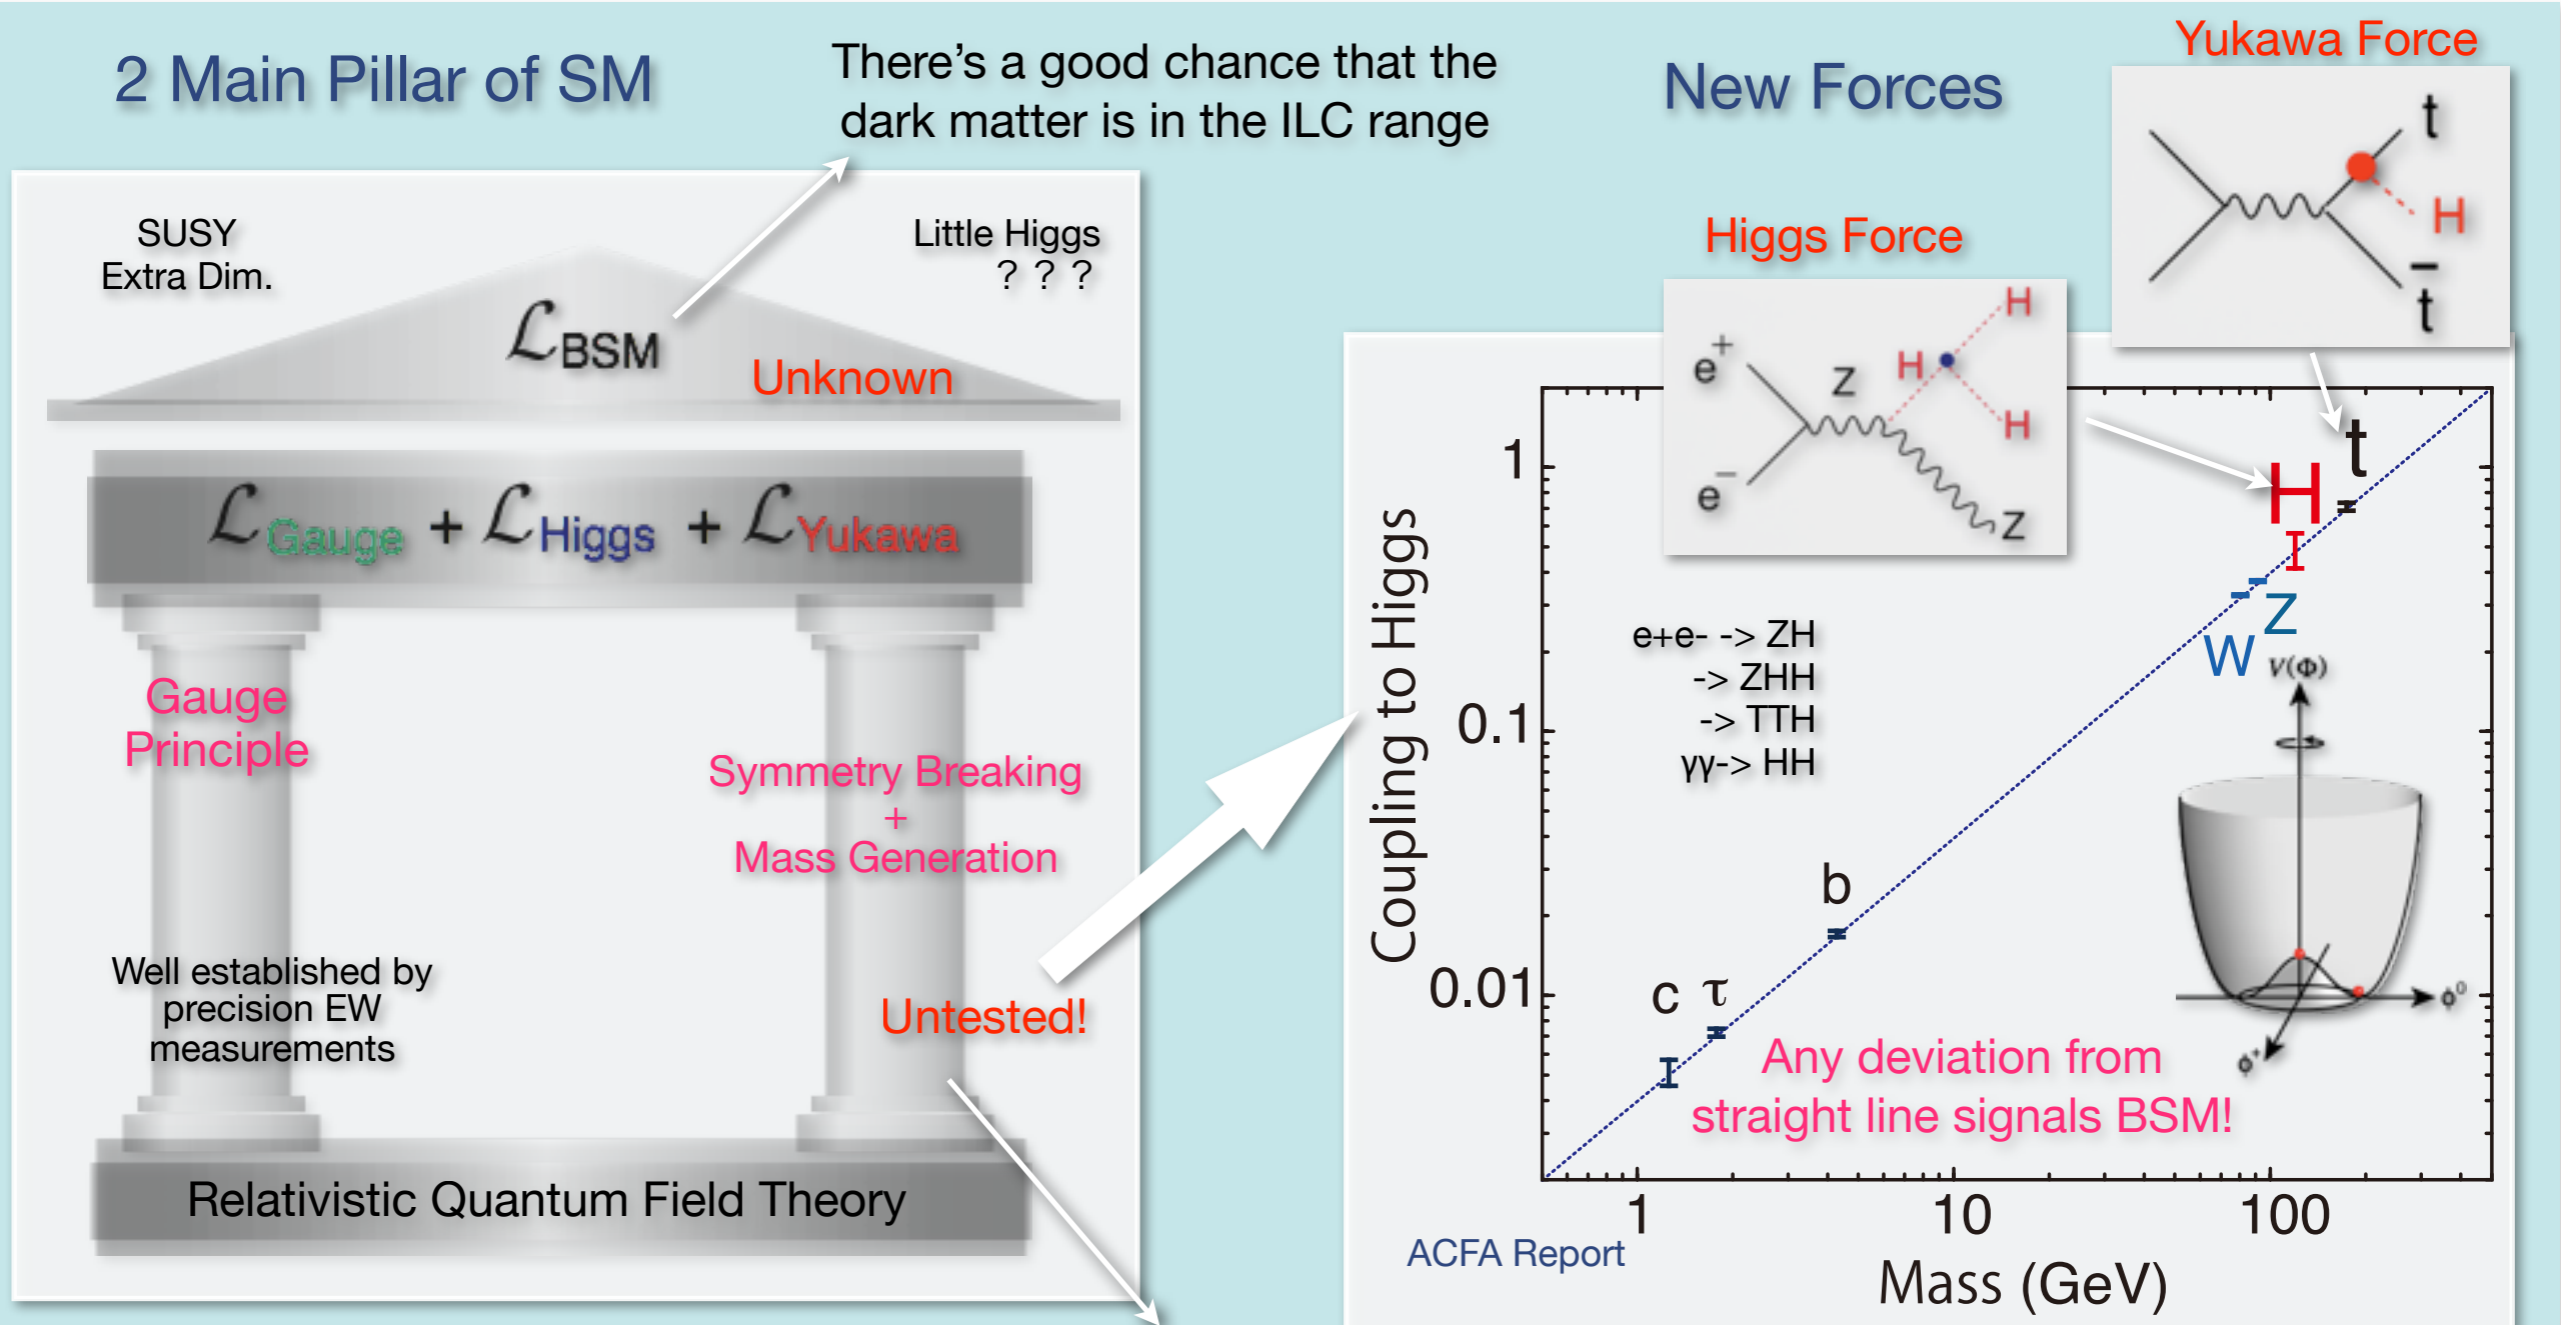 2 Main Pillar of SM
There's a good chance that the
dark matter is in the ILC range
SUSY
Extra Dim.
Little Higgs
? ? ?
ℒBSM
Unknown
ℒGauge + ℒHiggs + ℒYukawa
Gauge
Principle
Symmetry Breaking
+
Mass Generation
Well established by
precision EW
measurements
Untested!
Relativistic Quantum Field Theory
New Forces
Yukawa Force
t
H
t̄
Higgs Force
e+
Z
H
H
H
e−
Z
Coupling to Higgs
1
0.1
0.01
t
H
Z
W
e+e- -> ZH
-> ZHH
-> TTH
γγ-> HH
V(Φ)
ϕ⁰
ϕ⁺
b
c τ
Any deviation from
straight line signals BSM!
1 10 100
ACFA Report
Mass (GeV)